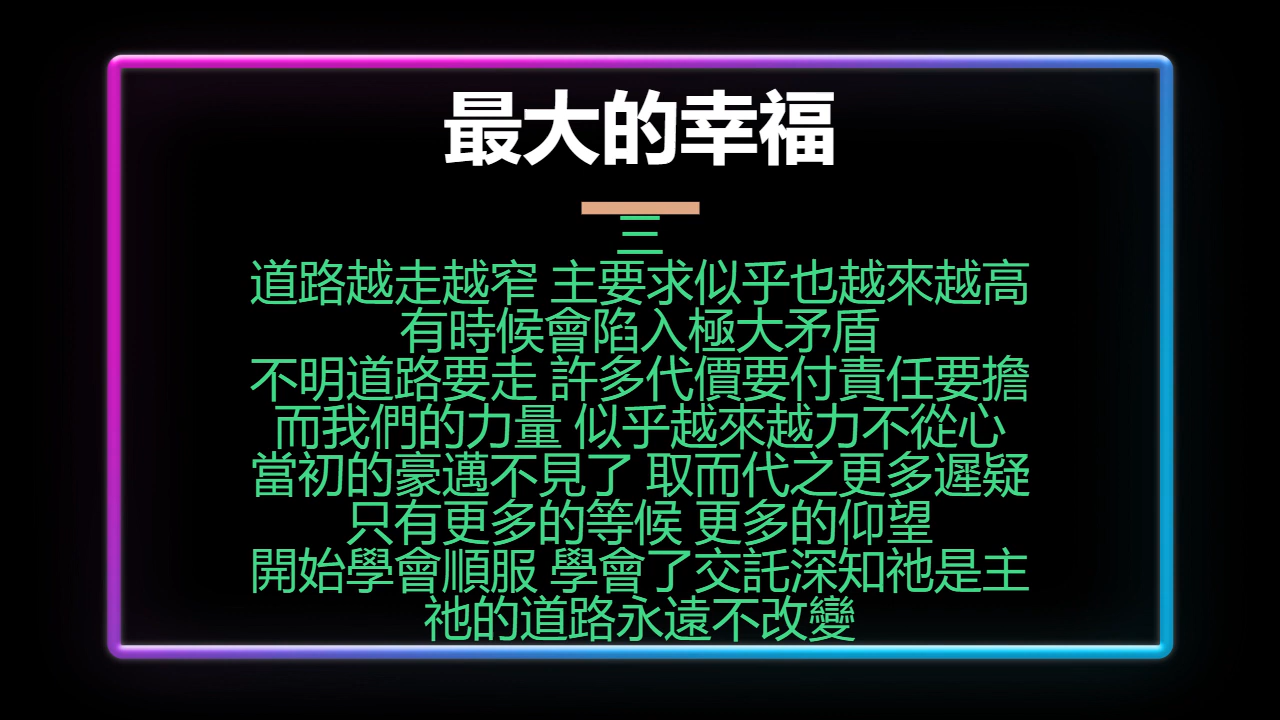 最大的幸福
三
道路越走越窄 主要求似乎也越來越高
有時候會陷入極大矛盾
不明道路要走 許多代價要付責任要擔
而我們的力量 似乎越來越力不從心
當初的豪邁不見了 取而代之更多遲疑
只有更多的等候 更多的仰望
開始學會順服 學會了交託深知祂是主
祂的道路永遠不改變